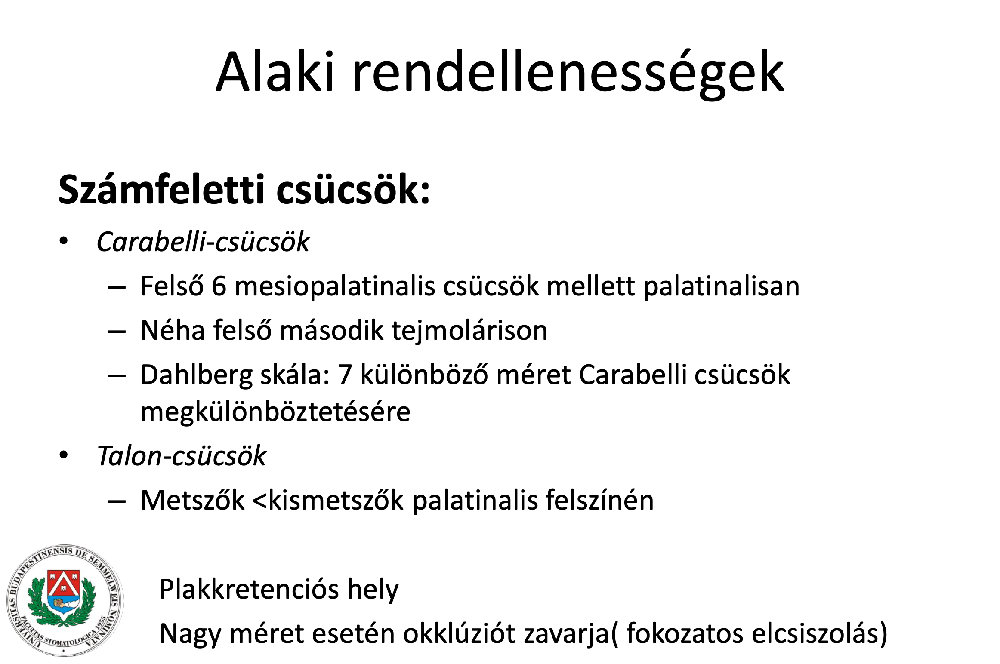 Alaki rendellenességek
Számfeletti csücsök:
• Carabelli-csücsök
– Felső 6 mesiopalatinalis csücsök mellett palatinalisan
– Néha felső második tejmolárison
– Dahlberg skála: 7 különböző méret Carabelli csücsök
megkülönböztetésére
• Talon-csücsök
– Metszők <kismetszők palatinalis felszínén
Plakkretenciós hely
Nagy méret esetén okklúziót zavarja( fokozatos elcsiszolás)
UNIVERSITAS BUDAPESTINENSIS DE SEMMELWEIS NOMINATA
FACULTAS STOMATOLOGICA 1955
*